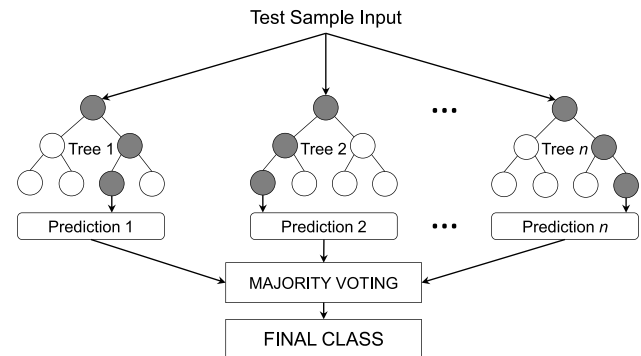 Test Sample Input
...
Tree 1
Tree 2
Tree n
Prediction 1
Prediction 2
...
Prediction n
MAJORITY VOTING
FINAL CLASS